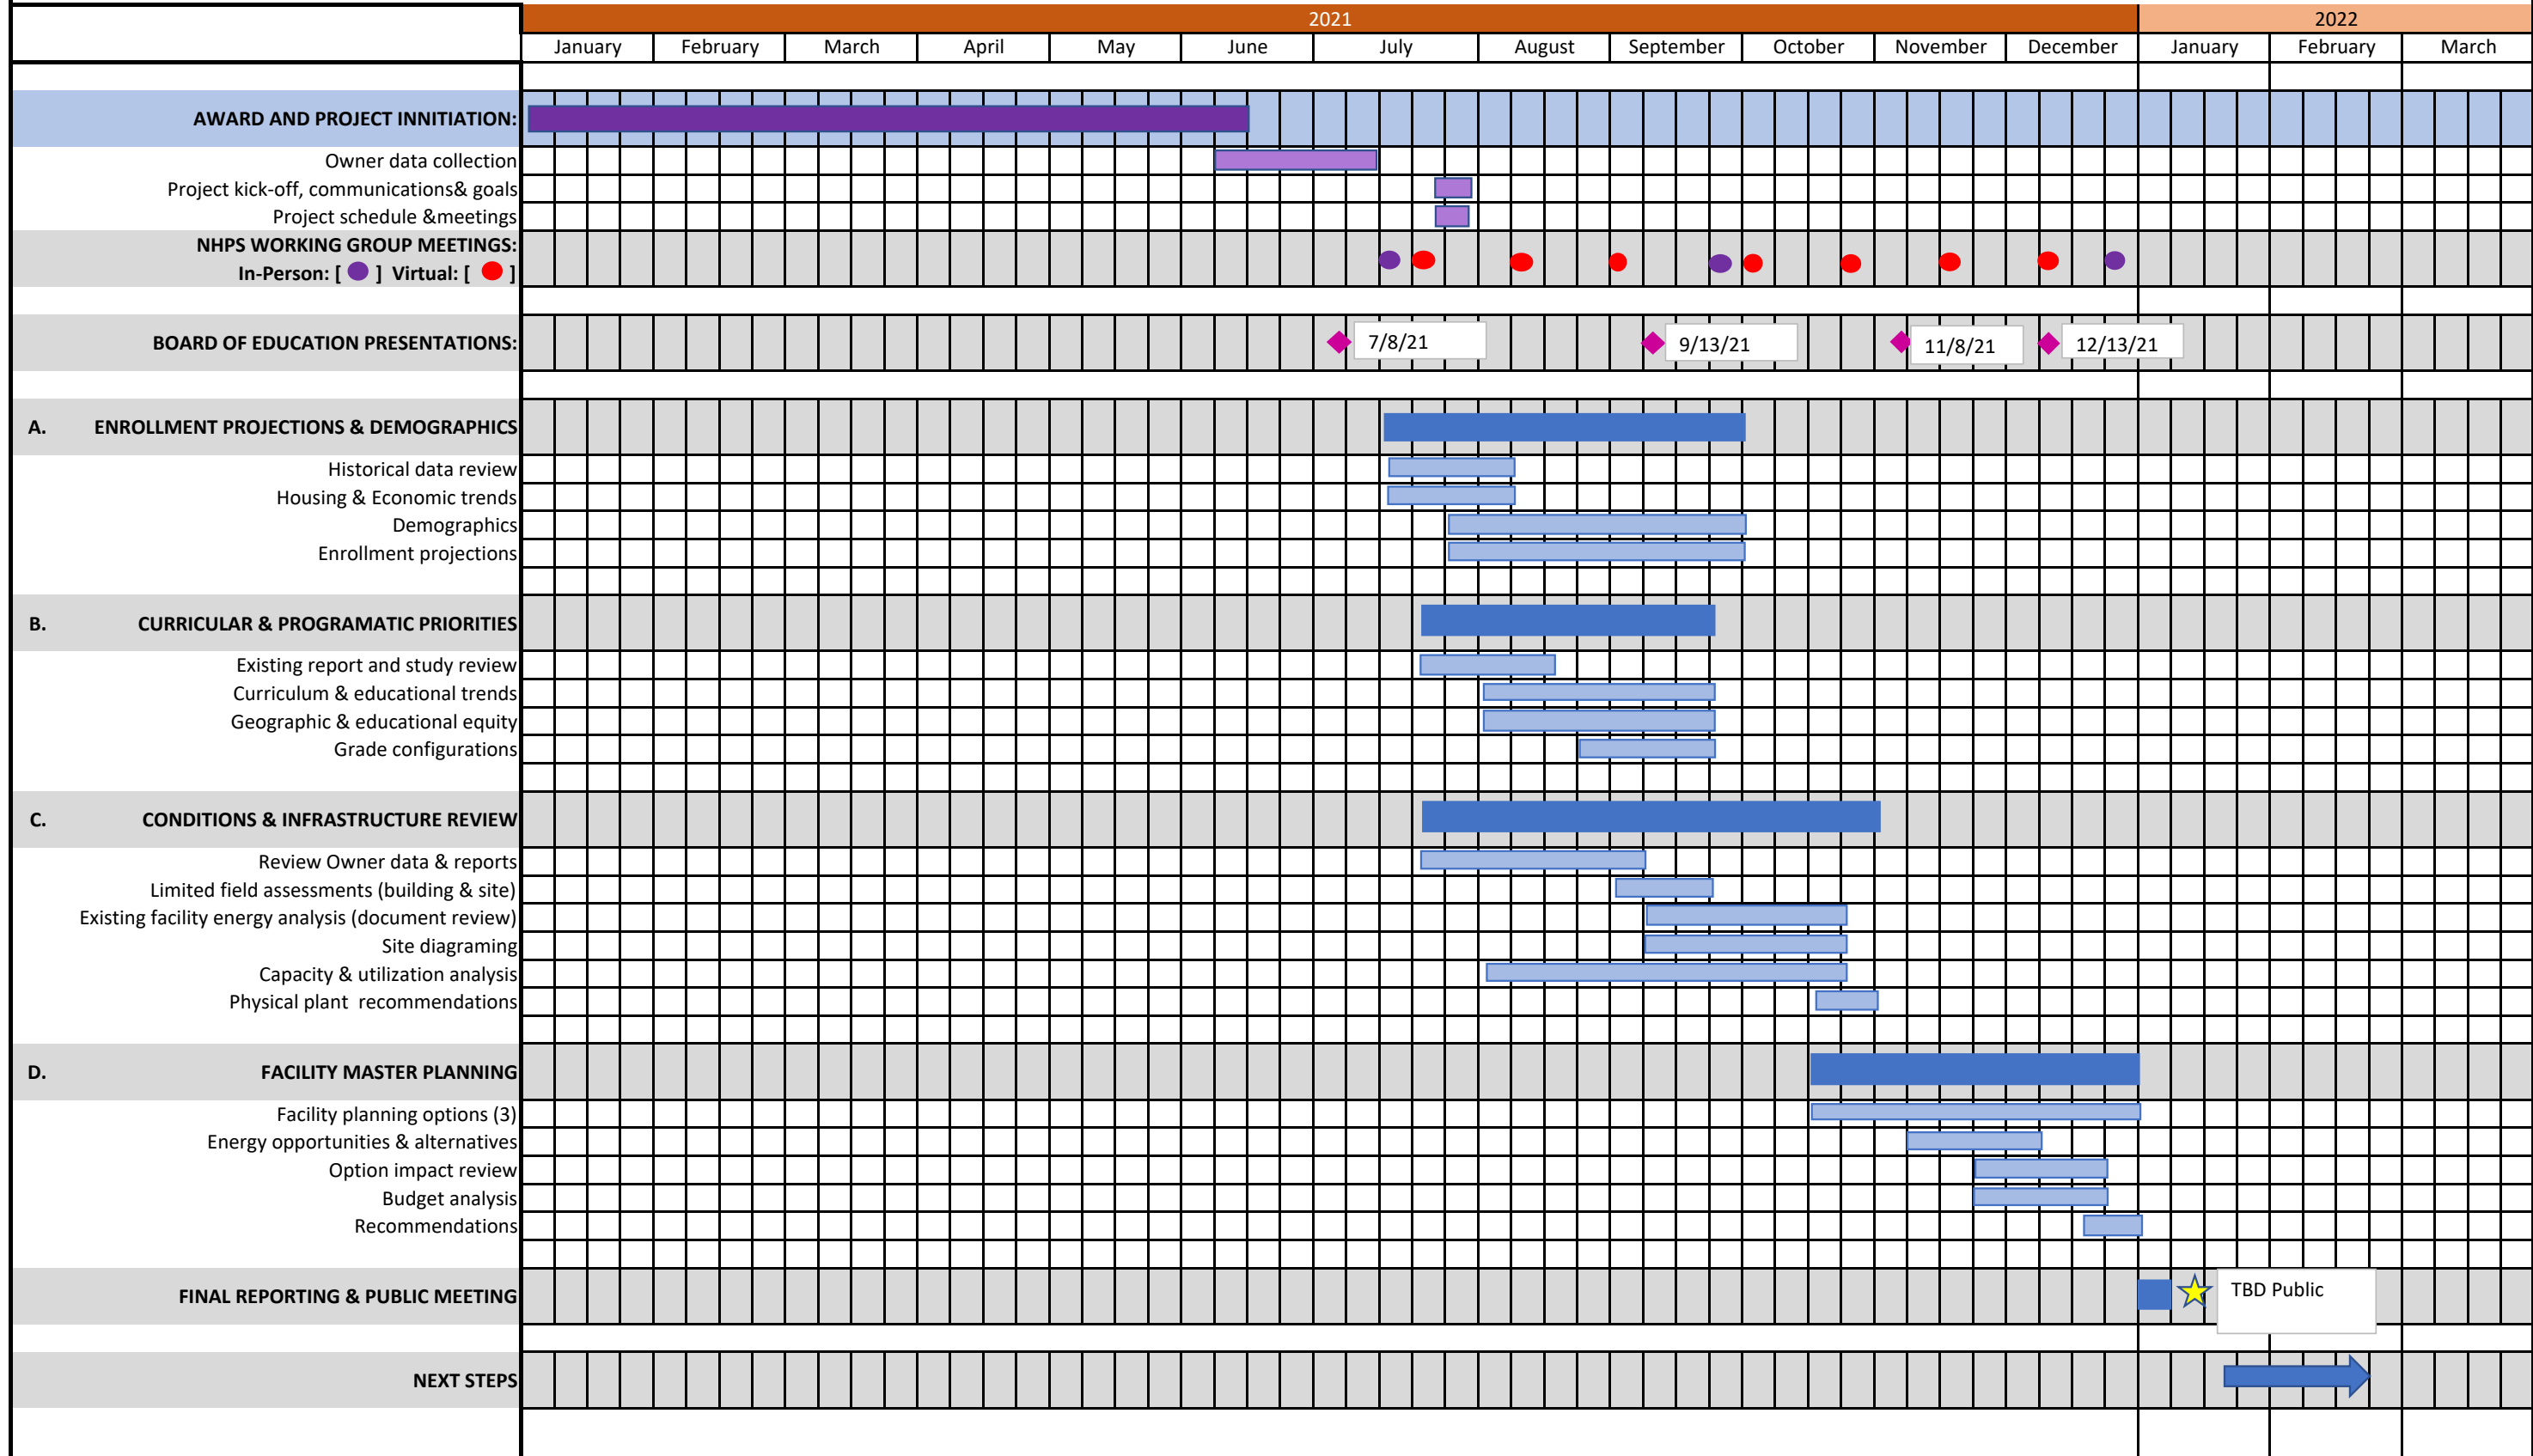 2021 2022
January February March April May June July August September October November December January February March
AWARD AND PROJECT INNITIATION:
Owner data collection
Project kick-off, communications& goals
Project schedule &meetings
NHPS WORKING GROUP MEETINGS:
In-Person: [ ] Virtual: [ ]
BOARD OF EDUCATION PRESENTATIONS: 7/8/21 9/13/21 11/8/21 12/13/21
A. ENROLLMENT PROJECTIONS & DEMOGRAPHICS
Historical data review
Housing & Economic trends
Demographics
Enrollment projections
B. CURRICULAR & PROGRAMATIC PRIORITIES
Existing report and study review
Curriculum & educational trends
Geographic & educational equity
Grade configurations
C. CONDITIONS & INFRASTRUCTURE REVIEW
Review Owner data & reports
Limited field assessments (building & site)
Existing facility energy analysis (document review)
Site diagraming
Capacity & utilization analysis
Physical plant recommendations
D. FACILITY MASTER PLANNING
Facility planning options (3)
Energy opportunities & alternatives
Option impact review
Budget analysis
Recommendations
FINAL REPORTING & PUBLIC MEETING TBD Public
NEXT STEPS